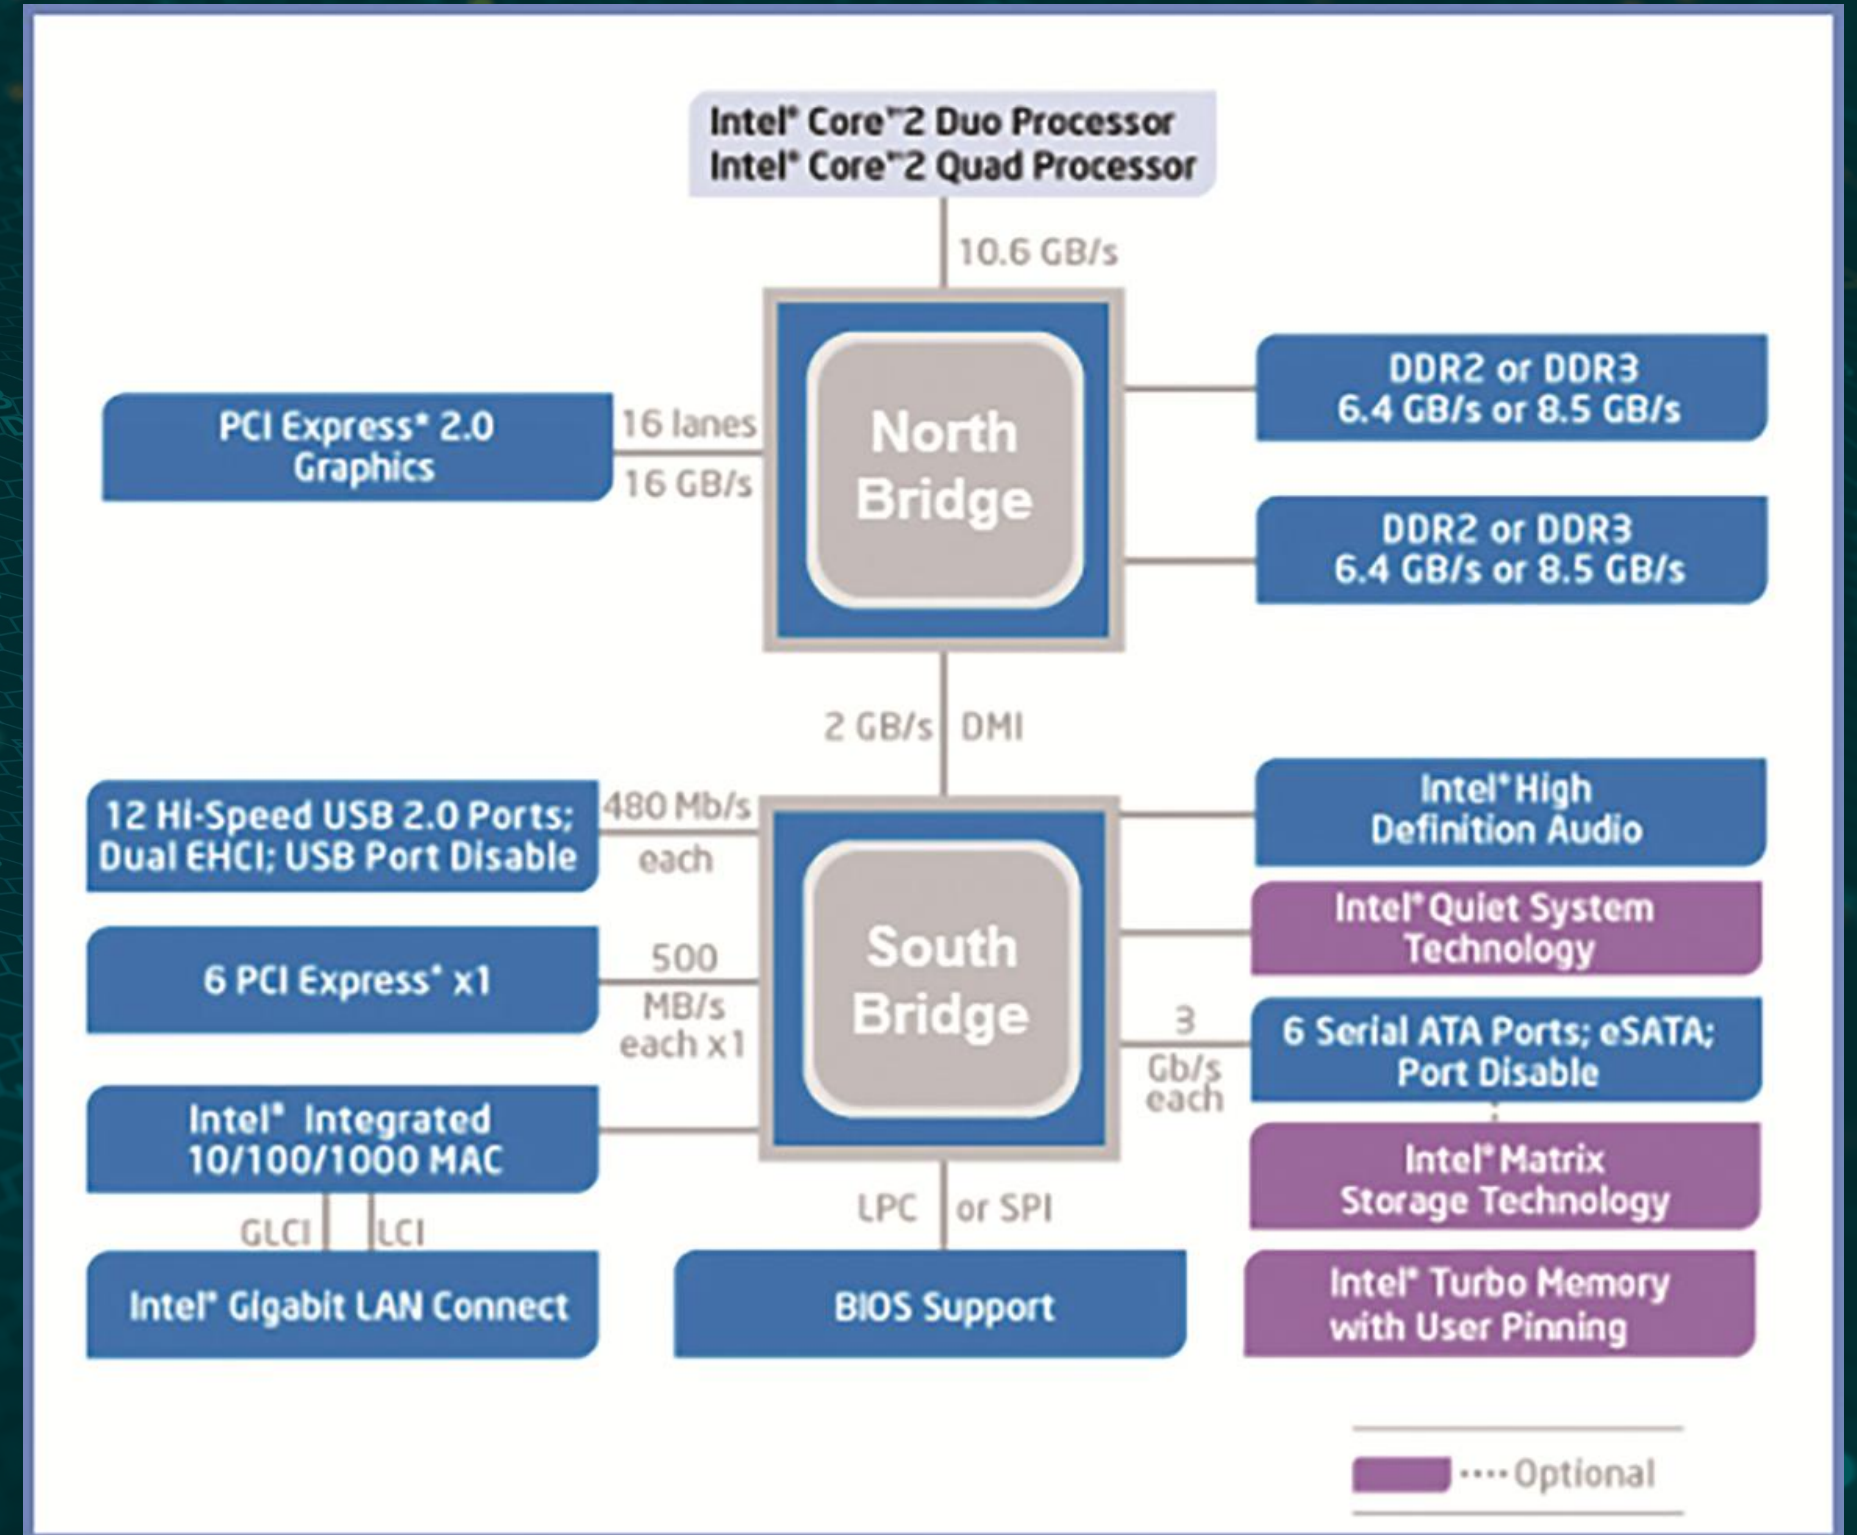 Intel® Core™2 Duo Processor
Intel® Core™2 Quad Processor
10.6 GB/s
North
Bridge
PCI Express* 2.0
Graphics
16 lanes
16 GB/s
DDR2 or DDR3
6.4 GB/s or 8.5 GB/s
DDR2 or DDR3
6.4 GB/s or 8.5 GB/s
2 GB/s DMI
South
Bridge
12 Hi-Speed USB 2.0 Ports;
Dual EHCI; USB Port Disable
480 Mb/s
each
6 PCI Express* x1
500
MB/s
each x1
Intel® Integrated
10/100/1000 MAC
GLCI LCI
Intel® Gigabit LAN Connect
LPC or SPI
BIOS Support
Intel® High
Definition Audio
Intel® Quiet System
Technology
3
Gb/s
each
6 Serial ATA Ports; eSATA;
Port Disable
Intel® Matrix
Storage Technology
Intel® Turbo Memory
with User Pinning
Optional